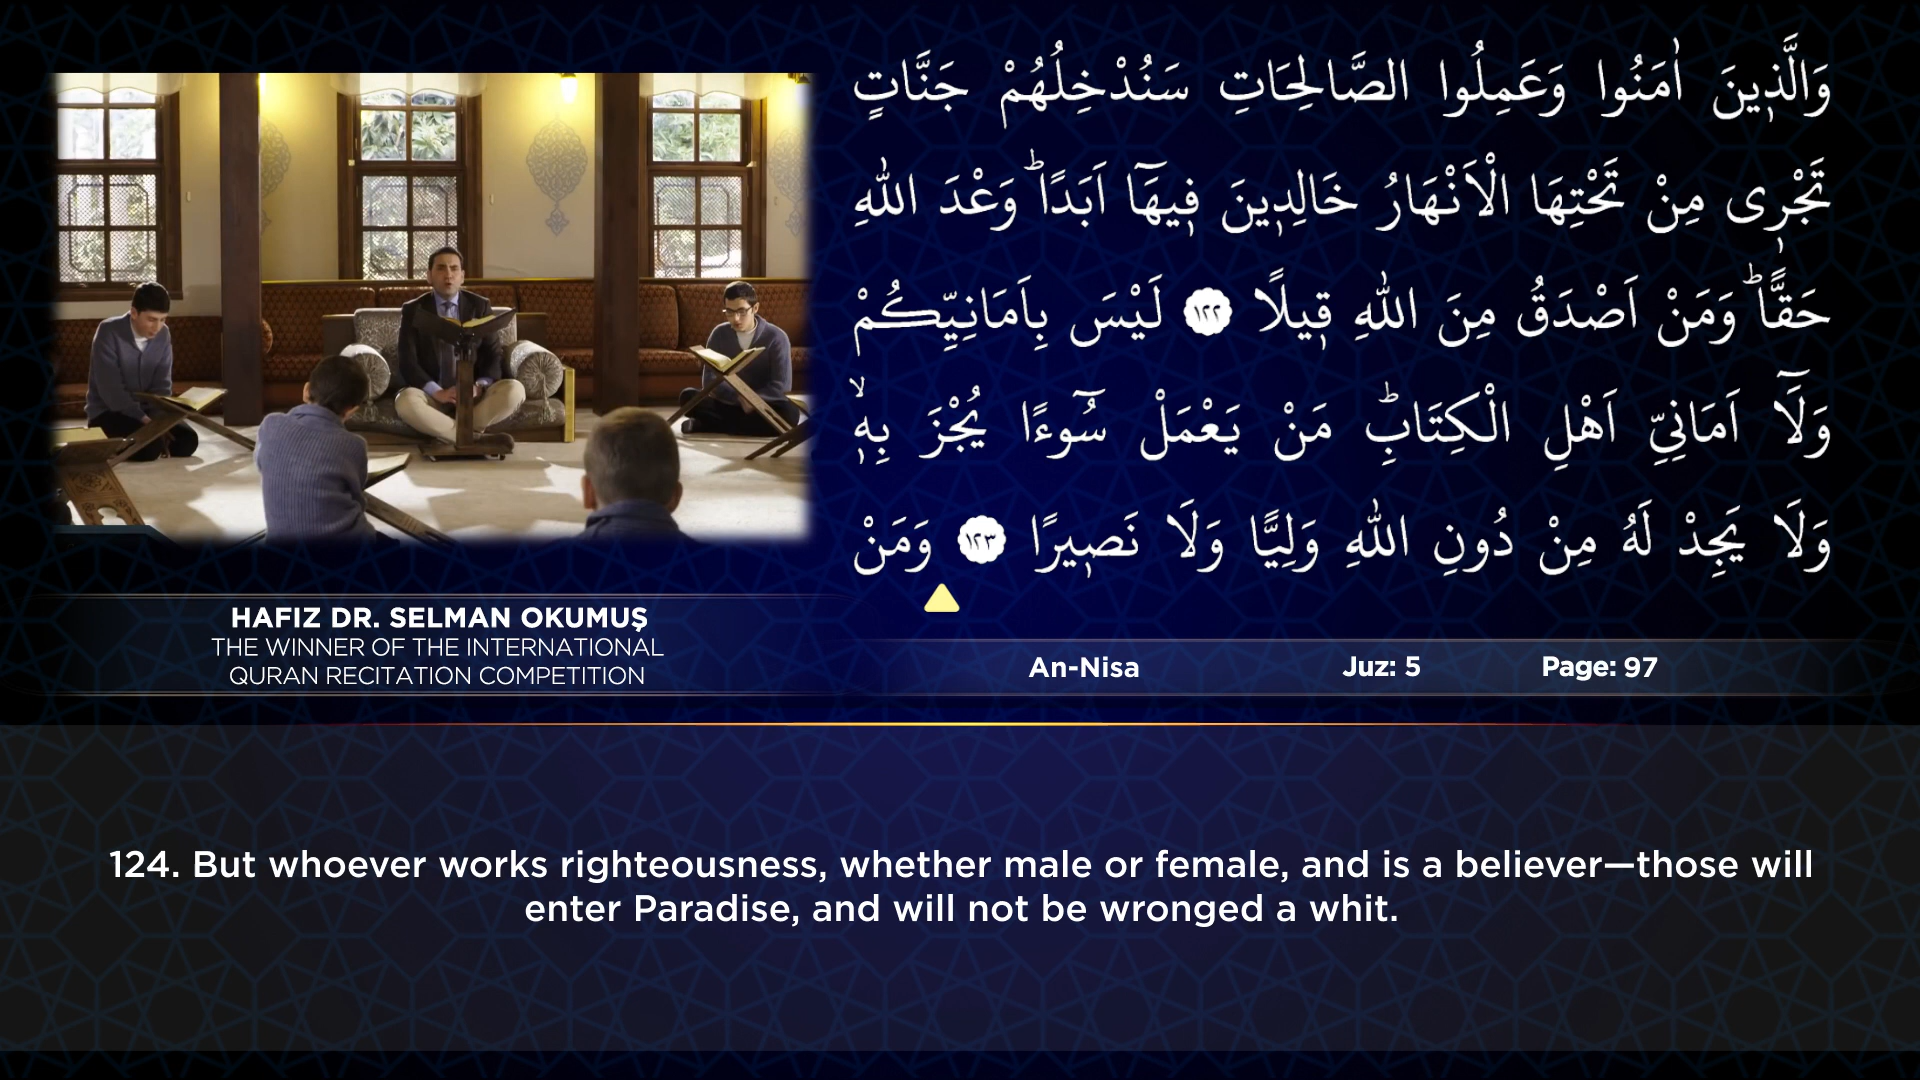 وَالَّذ۪ينَ اٰمَنُوا وَعَمِلُوا الصَّالِحَاتِ سَنُدْخِلُهُمْ جَنَّاتٍ
تَجْر۪ى مِنْ تَحْتِهَا الْاَنْهَارُ خَالِد۪ينَ ف۪يهَٓا اَبَدًاۜ وَعْدَ اللّٰهِ
حَقًّاۜ وَمَنْ اَصْدَقُ مِنَ اللّٰهِ ق۪يلًا ﴿١٢٢﴾ لَيْسَ بِاَمَانِيِّكُمْ
وَلَٓا اَمَانِيِّ اَهْلِ الْكِتَابِۜ مَنْ يَعْمَلْ سُٓوءًا يُجْزَ بِه۪ۙ
وَلَا يَجِدْ لَهُ مِنْ دُونِ اللّٰهِ وَلِيًّا وَلَا نَص۪يرًا ﴿١٢٣﴾ وَمَنْ
HAFIZ DR. SELMAN OKUMUŞ
THE WINNER OF THE INTERNATIONAL
QURAN RECITATION COMPETITION
An-Nisa Juz: 5 Page: 97
124. But whoever works righteousness, whether male or female, and is a believer—those will
enter Paradise, and will not be wronged a whit.